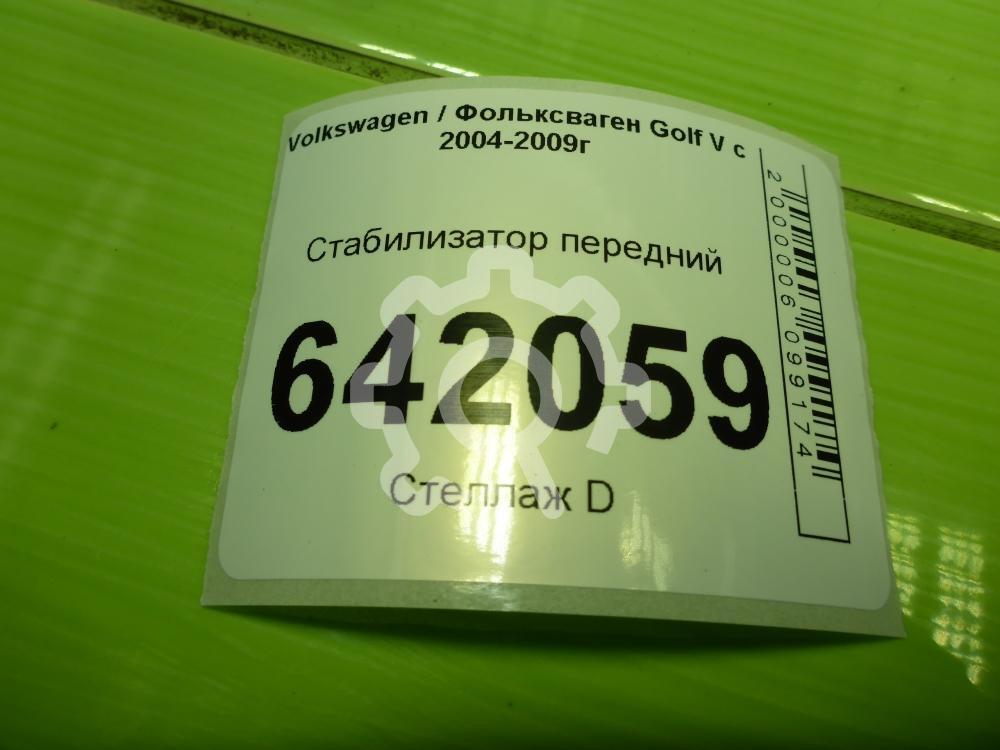 Volkswagen / Фольксваген Golf V с
2004-2009г
Стабилизатор передний
642059
Стеллаж D
2000006099174